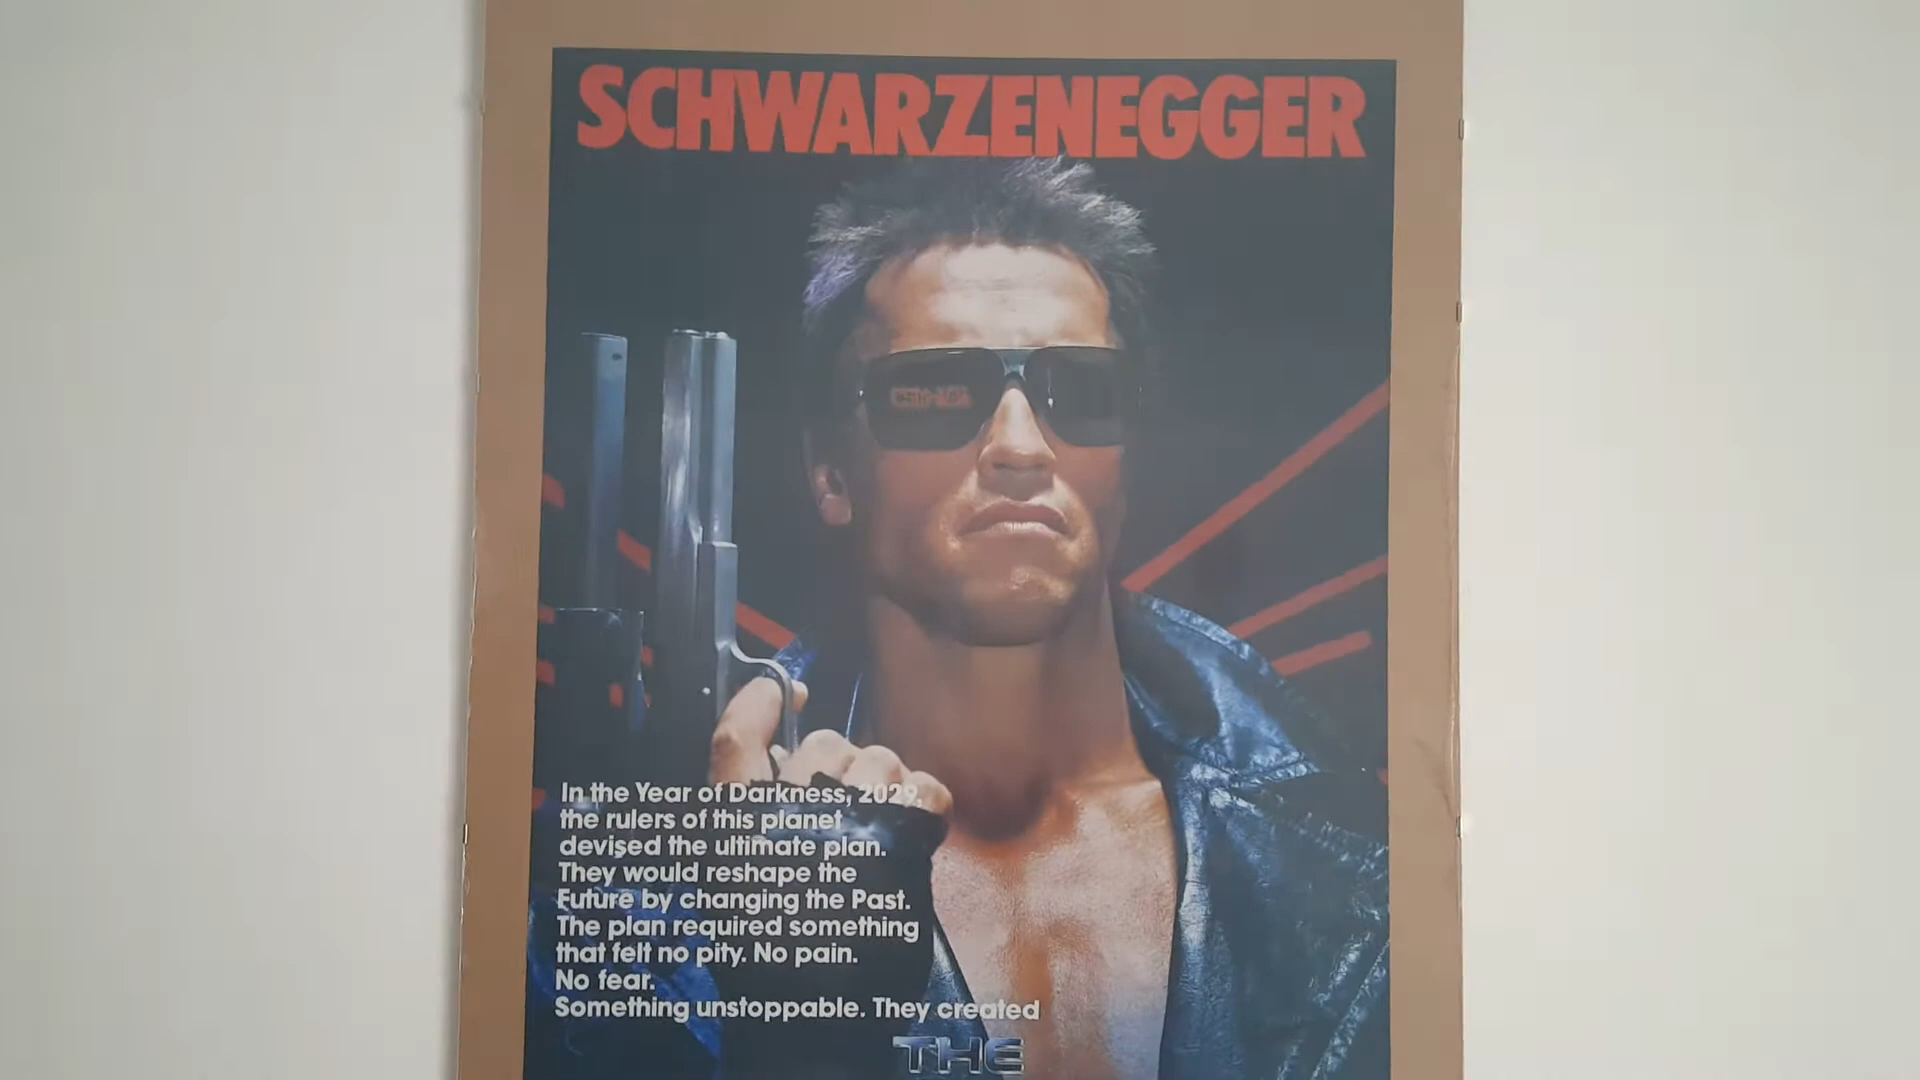 SCHWARZENEGGER
In the Year of Darkness, 2029,
the rulers of this planet
devised the ultimate plan.
They would reshape the
Future by changing the Past.
The plan required something
that felt no pity. No pain.
No fear.
Something unstoppable. They created
THE